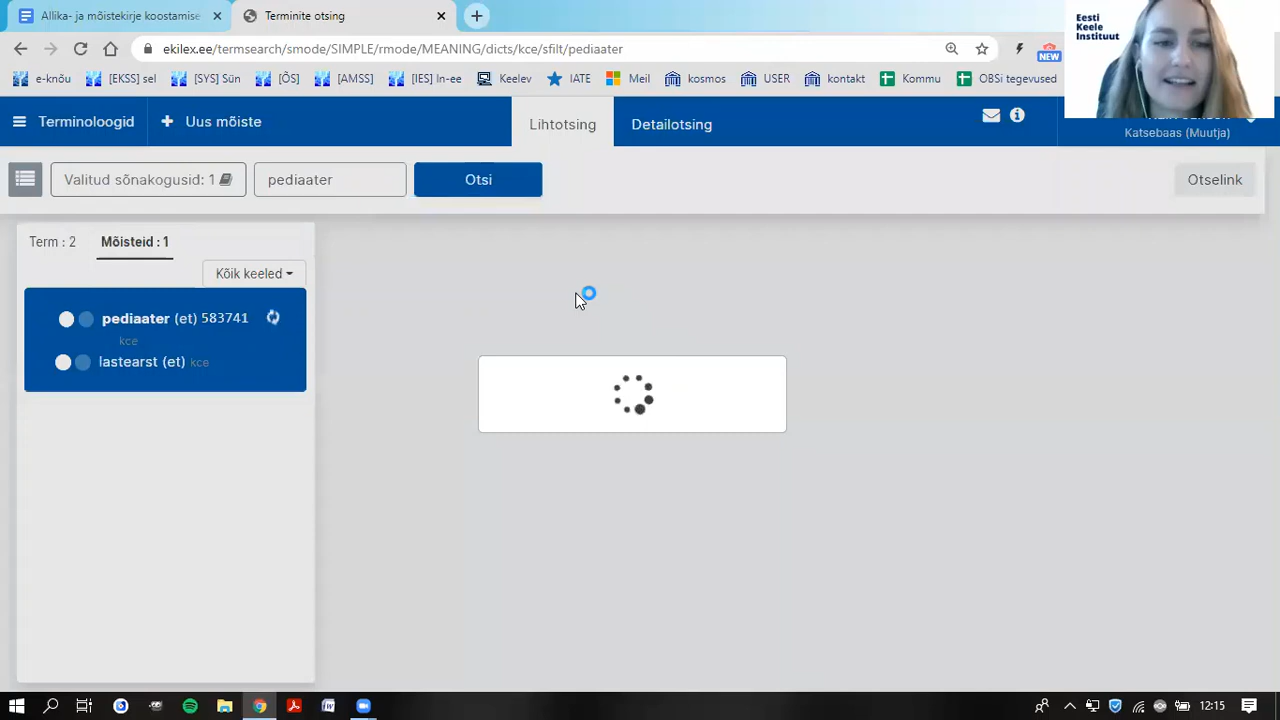 Allika- ja mõistekirje koostamise
Terminite otsing
ekilex.ee/termsearch/smode/SIMPLE/rmode/MEANING/dicts/kce/sfilt/pediaater
NEW
Eesti
Keele
Instituut
e-knõu
[EKSS] sel
[SYS] Sün
[ÕS]
[AMSS]
[IES] In-ee
Keelev
IATE
Meil
kosmos
USER
kontakt
Kommu
OBSi tegevused
Terminoloogid
Uus mõiste
Lihtotsing
Detailotsing
Katsebaas (Muutja)
Valitud sõnakogusid: 1
pediaater
Otsi
Otselink
Term : 2
Mõisteid : 1
Kõik keeled
pediaater (et) 583741
kce
lastearst (et) kce
12:15